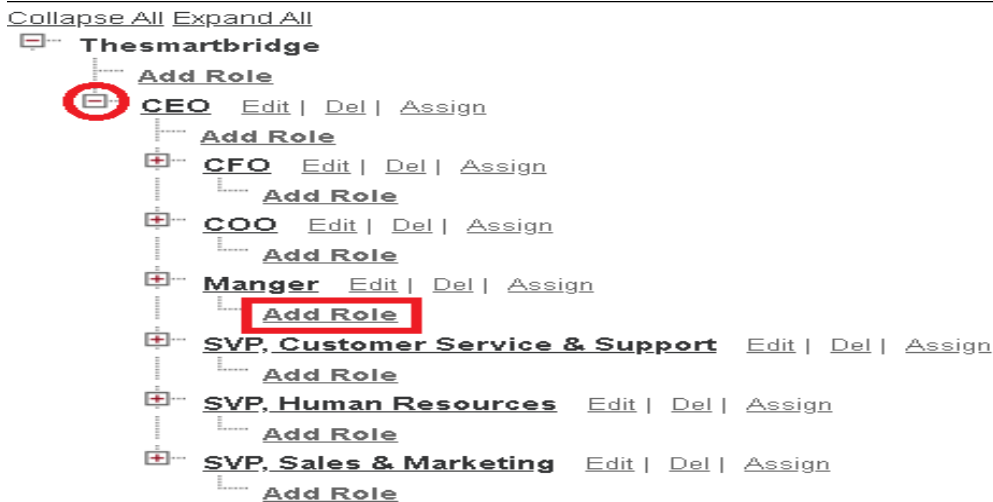 Collapse All Expand All
Thesmartbridge
Add Role
CEO Edit | Del | Assign
Add Role
CFO Edit | Del | Assign
Add Role
COO Edit | Del | Assign
Add Role
Manger Edit | Del | Assign
Add Role
SVP, Customer Service & Support Edit | Del | Assign
Add Role
SVP, Human Resources Edit | Del | Assign
Add Role
SVP, Sales & Marketing Edit | Del | Assign
Add Role